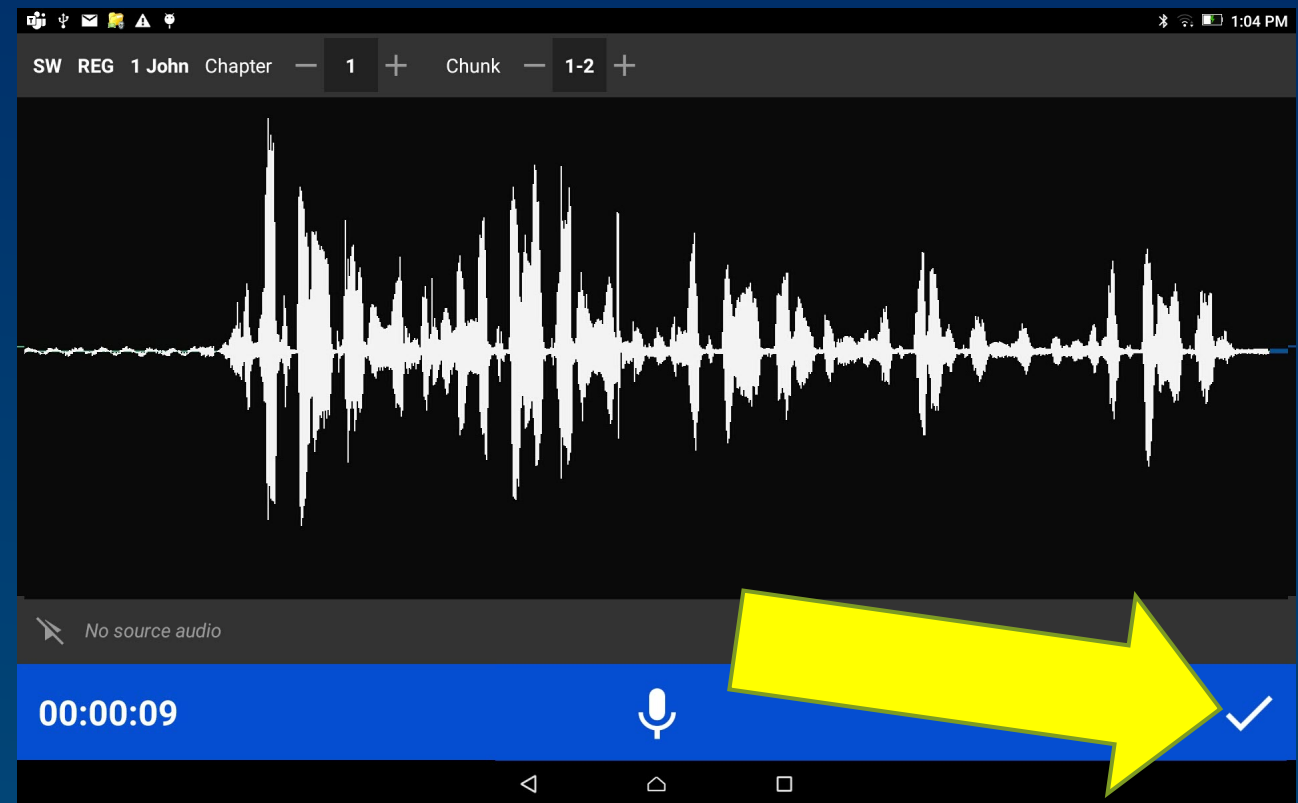 1:04 PM
SW REG 1 John Chapter — 1 + Chunk — 1-2 +
No source audio
00:00:09